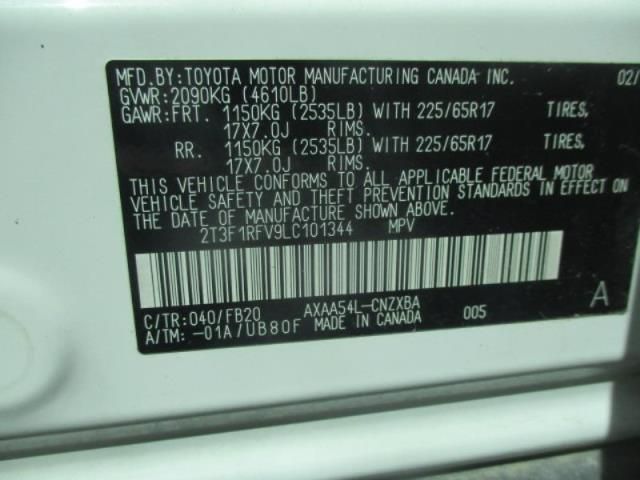 MFD.BY:TOYOTA MOTOR MANUFACTURING CANADA INC. 02/
GVWR:2090KG (4610LB)
GAWR:FRT. 1150KG (2535LB) WITH 225/65R17 TIRES,
17X7.0J RIMS.
RR. 1150KG (2535LB) WITH 225/65R17 TIRES,
17X7.0J RIMS.
THIS VEHICLE CONFORMS TO ALL APPLICABLE FEDERAL MOTOR
VEHICLE SAFETY AND THEFT PREVENTION STANDARDS IN EFFECT ON
THE DATE OF MANUFACTURE SHOWN ABOVE.
2T3F1RFV9LC101344 MPV
C/TR:040/FB20 AXAA54L-CNZXBA 005 A
A/TM:-01A/UB80F MADE IN CANADA